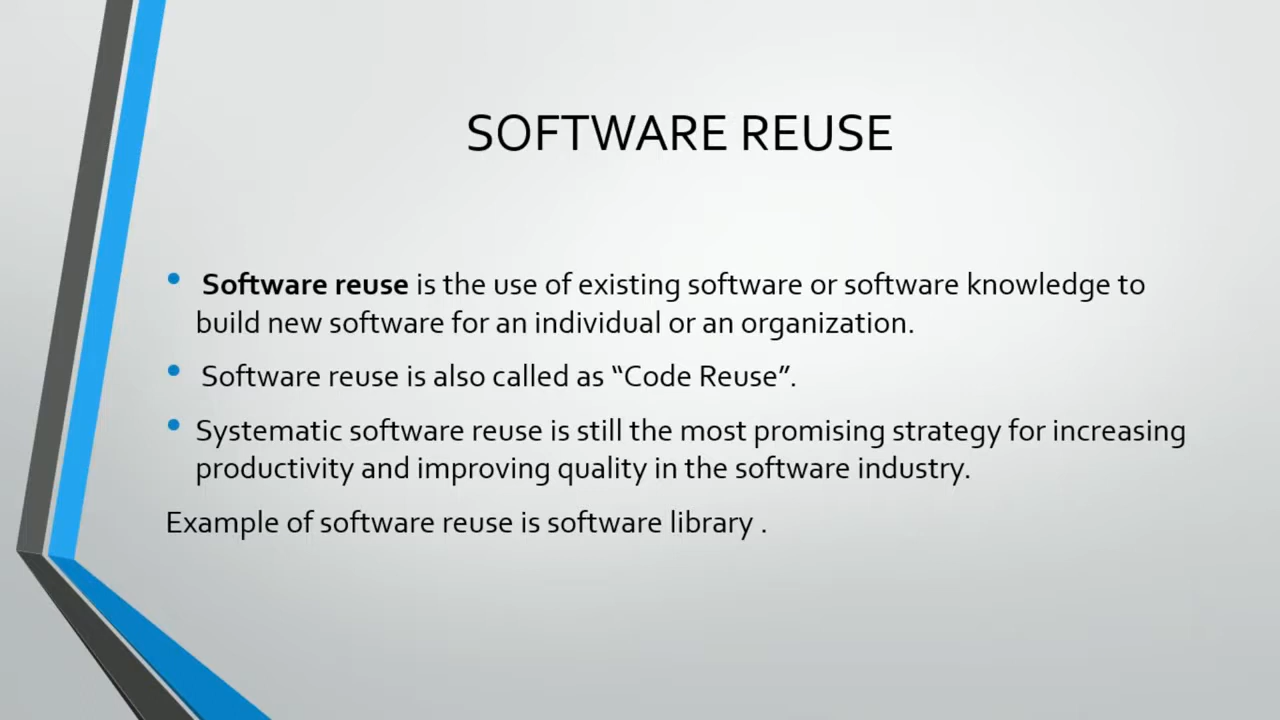 SOFTWARE REUSE
• Software reuse is the use of existing software or software knowledge to
build new software for an individual or an organization.
• Software reuse is also called as “Code Reuse”.
• Systematic software reuse is still the most promising strategy for increasing
productivity and improving quality in the software industry.
Example of software reuse is software library .